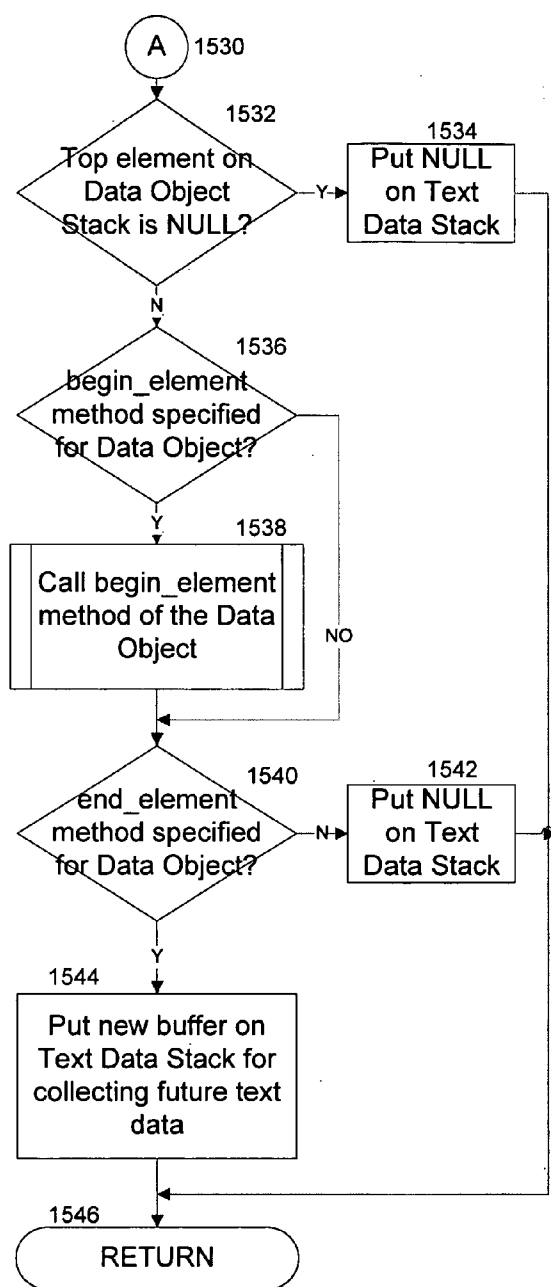 A
1530
1532
Top element on
Data Object
Stack is NULL?
Y
1534
Put NULL
on Text
Data Stack
N
1536
begin_element
method specified
for Data Object?
Y
1538
Call begin_element
method of the Data
Object
NO
1540
end_element
method specified
for Data Object?
N
1542
Put NULL
on Text
Data Stack
Y
1544
Put new buffer on
Text Data Stack for
collecting future text
data
1546
RETURN